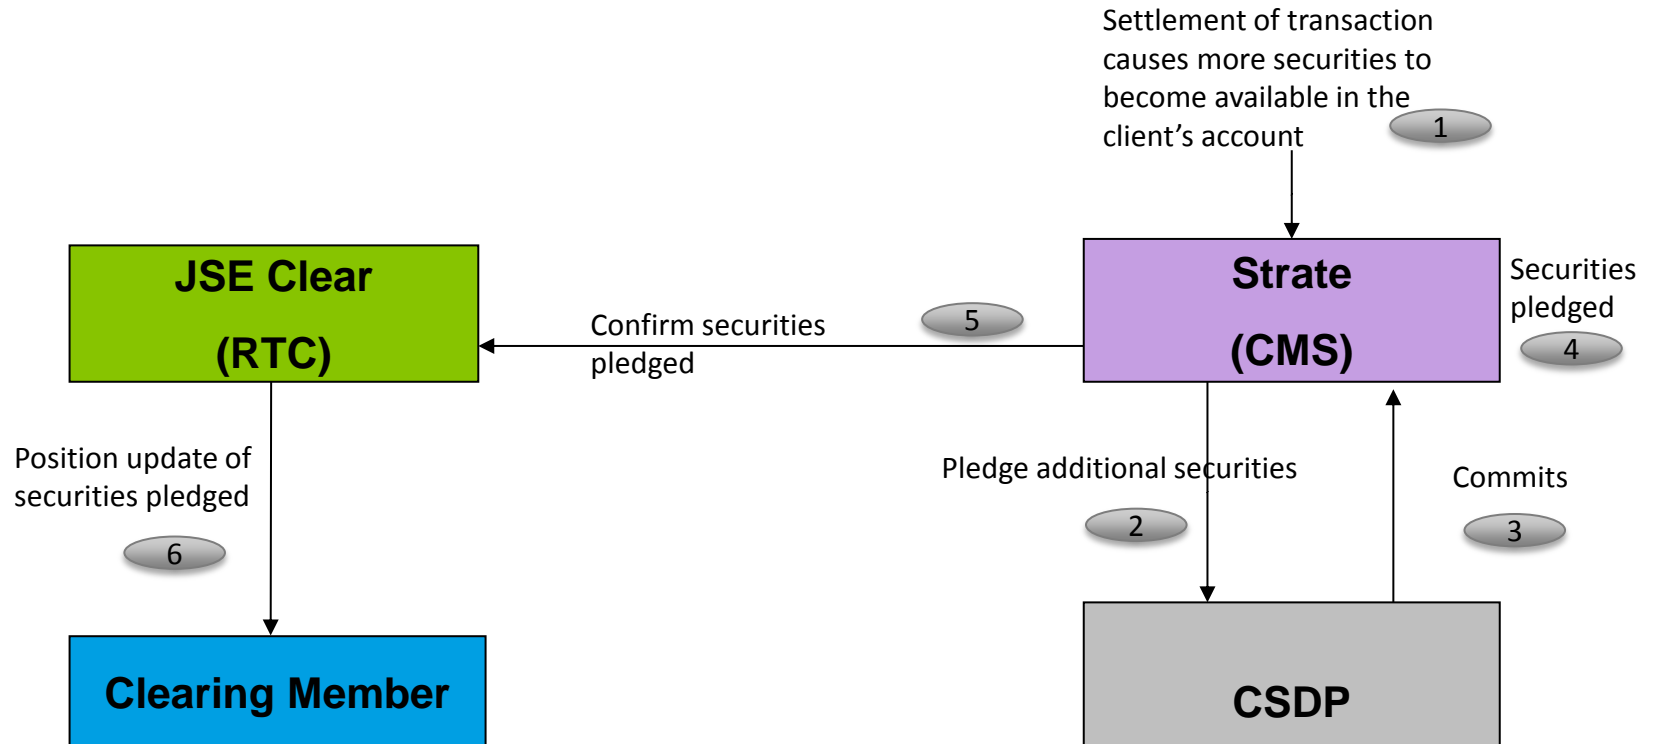 Settlement of transaction
causes more securities to
become available in the
client’s account
1
JSE Clear
(RTC)
Confirm securities
pledged
5
Strate
(CMS)
Securities
pledged
4
Position update of
securities pledged
6
Pledge additional securities
2
Commits
3
Clearing Member
CSDP